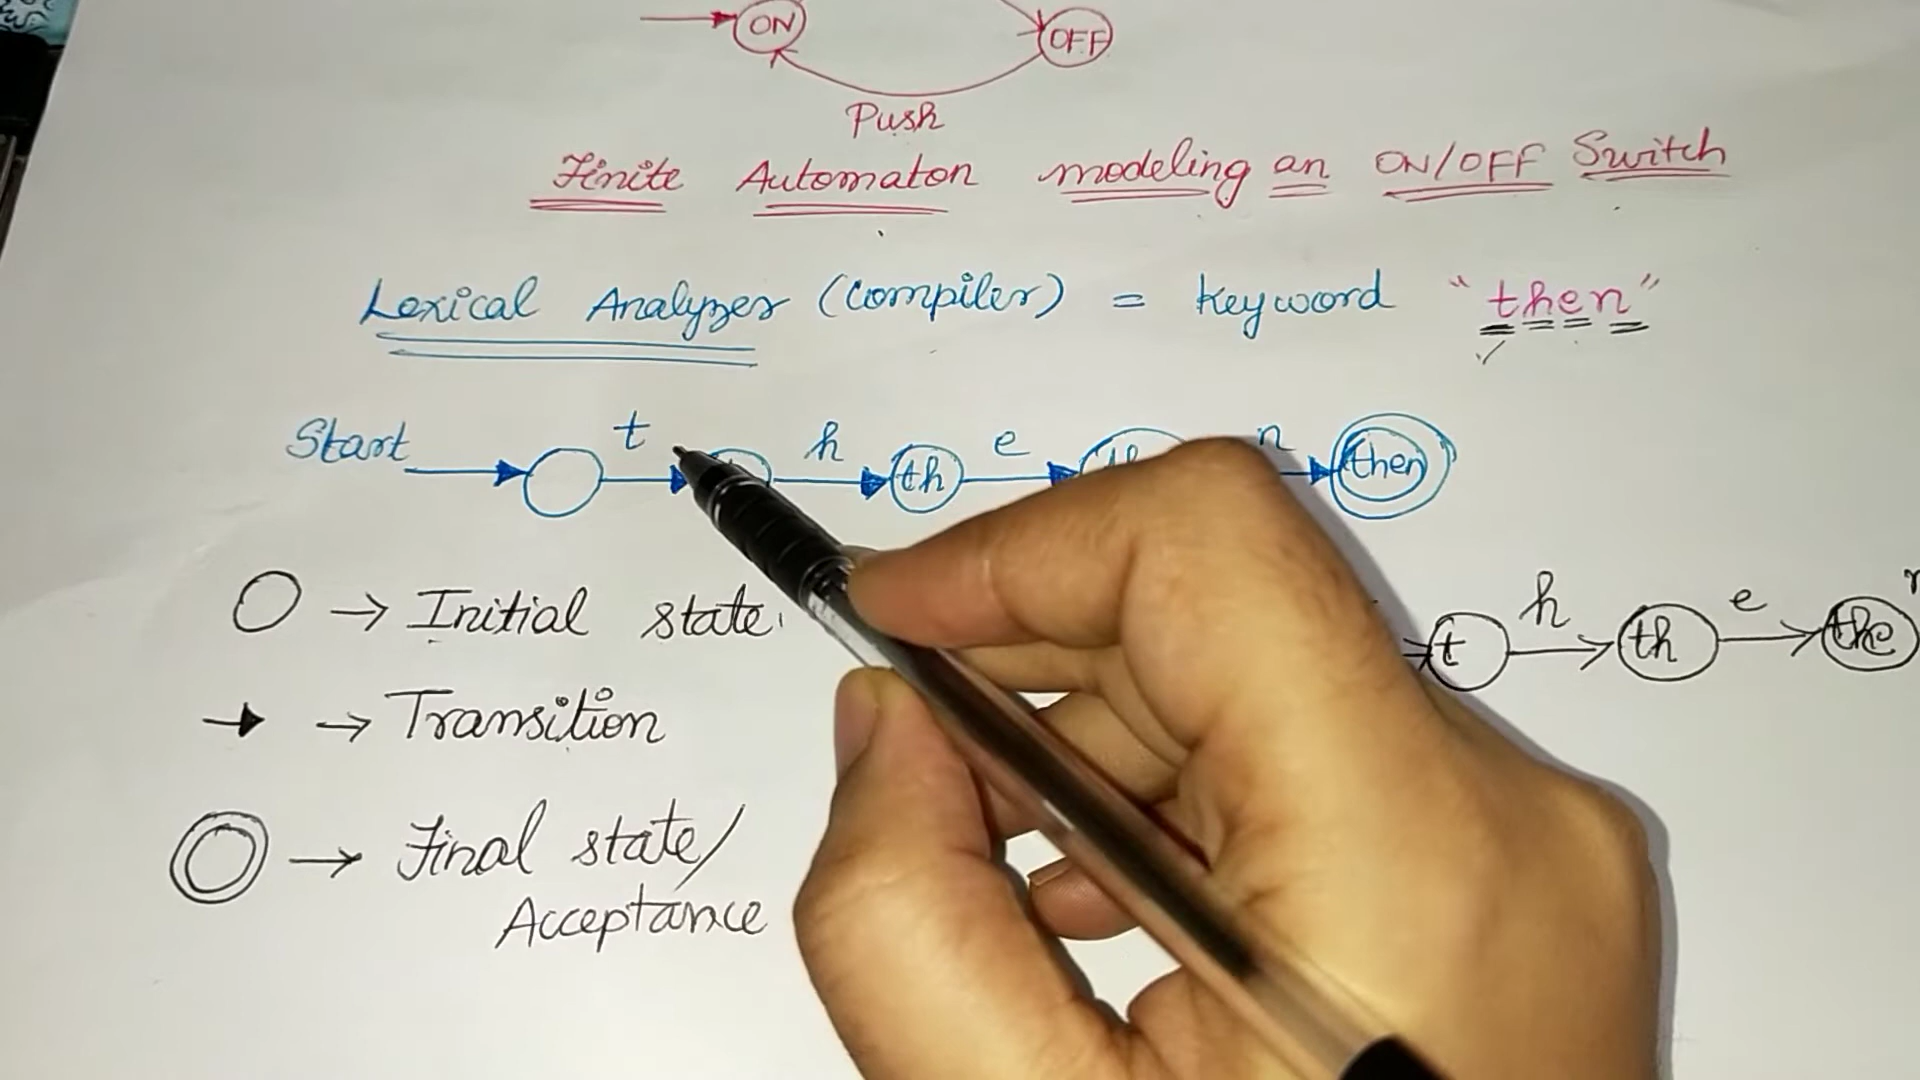 ON OFF
Push
Finite Automaton modeling an ON/OFF Switch
Lexical Analyzer (compiler) = keyword "then"
Start t h e n
th then
Initial state.
h e
t th the
Transition
Final state/
Acceptance